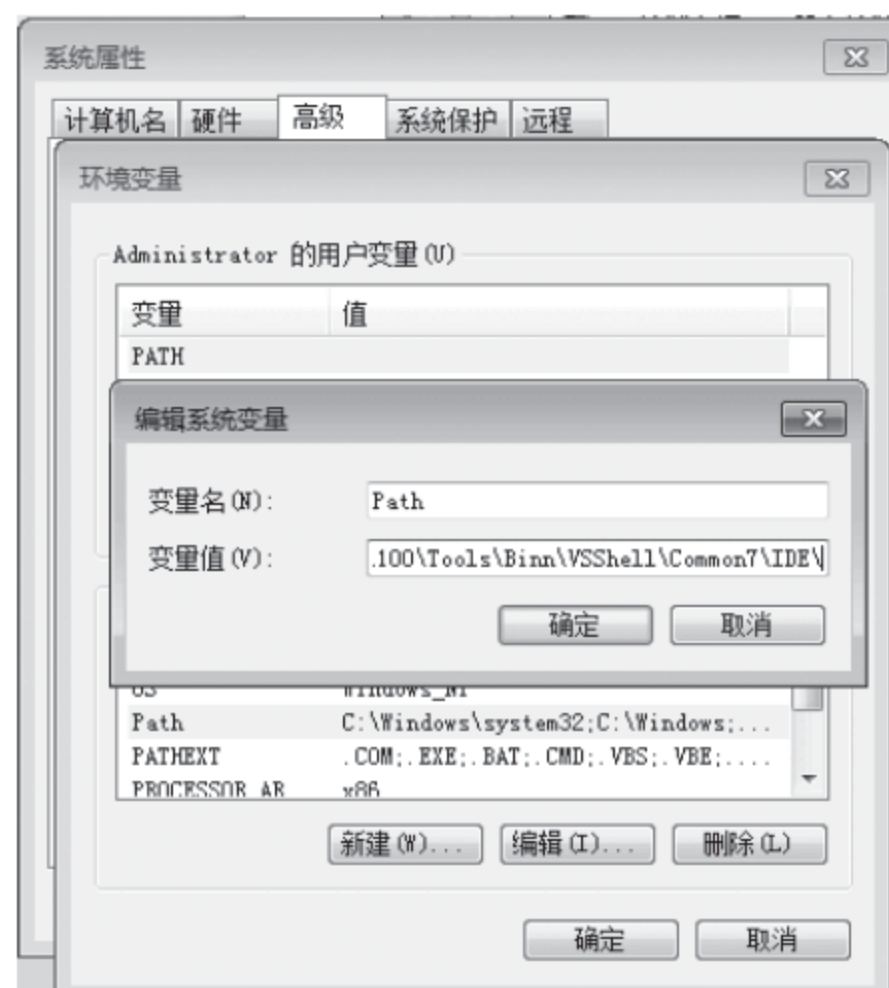 系统属性
计算机名 硬件 高级 系统保护 远程
环境变量
Administrator 的用户变量(U)
变量 值
PATH
编辑系统变量
变量名(N): Path
变量值(V): .100\Tools\Binn\VSShell\Common7\IDE\
确定 取消
OS Windows_NT
Path C:\Windows\system32;C:\Windows;...
PATHEXT .COM;.EXE;.BAT;.CMD;.VBS;.VBE;....
PROCESSOR_AR x86
新建(W)... 编辑(I)... 删除(L)
确定 取消